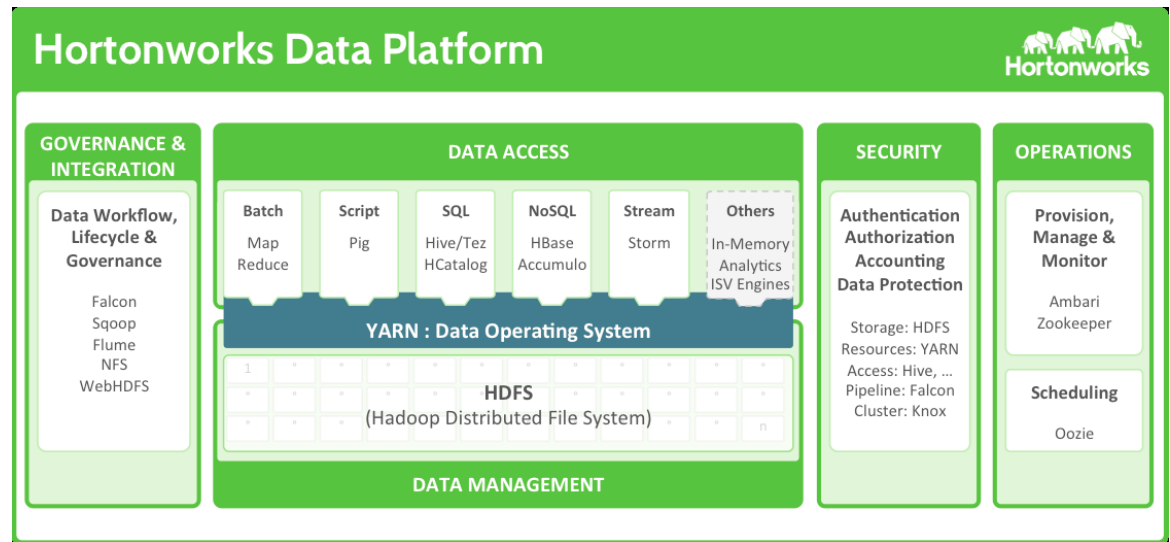 Hortonworks Data Platform
Hortonworks
GOVERNANCE &
INTEGRATION
Data Workflow,
Lifecycle &
Governance
Falcon
Sqoop
Flume
NFS
WebHDFS
DATA ACCESS
Batch
Map
Reduce
Script
Pig
SQL
Hive/Tez
HCatalog
NoSQL
HBase
Accumulo
Stream
Storm
Others
In-Memory
Analytics
ISV Engines
YARN : Data Operating System
1
HDFS
(Hadoop Distributed File System)
n
DATA MANAGEMENT
SECURITY
Authentication
Authorization
Accounting
Data Protection
Storage: HDFS
Resources: YARN
Access: Hive, ...
Pipeline: Falcon
Cluster: Knox
OPERATIONS
Provision,
Manage &
Monitor
Ambari
Zookeeper
Scheduling
Oozie